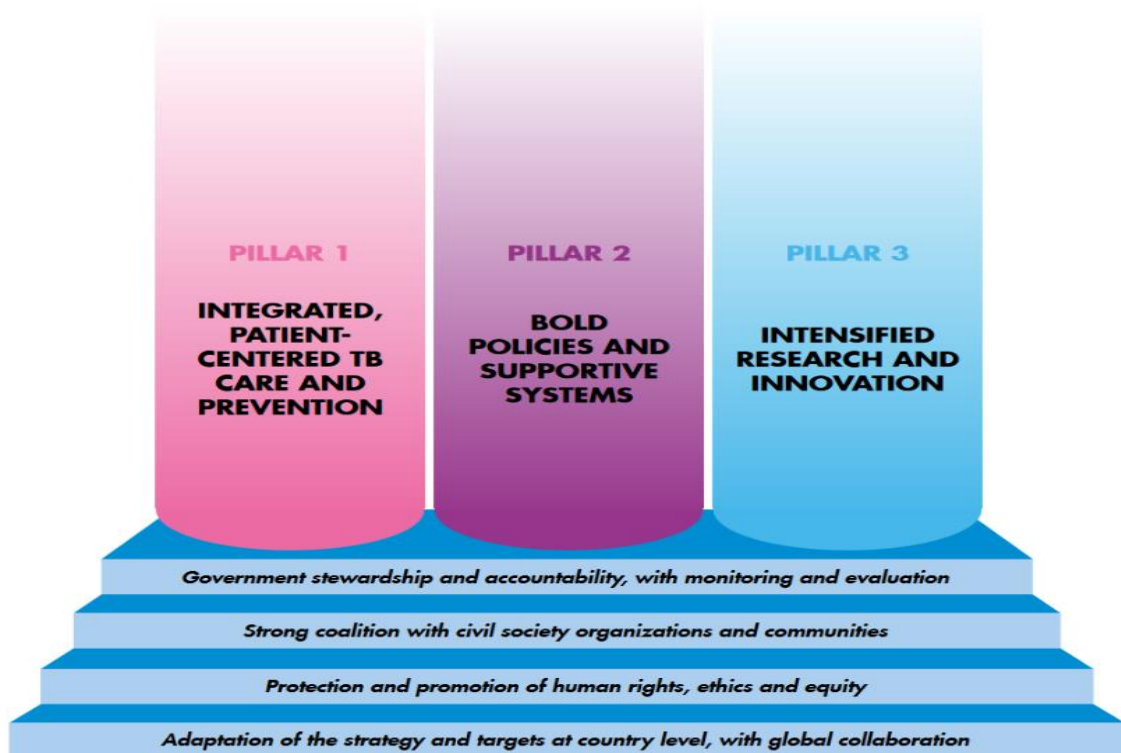 PILLAR 1
INTEGRATED,
PATIENT-
CENTERED TB
CARE AND
PREVENTION
PILLAR 2
BOLD
POLICIES AND
SUPPORTIVE
SYSTEMS
PILLAR 3
INTENSIFIED
RESEARCH AND
INNOVATION
Government stewardship and accountability, with monitoring and evaluation
Strong coalition with civil society organizations and communities
Protection and promotion of human rights, ethics and equity
Adaptation of the strategy and targets at country level, with global collaboration